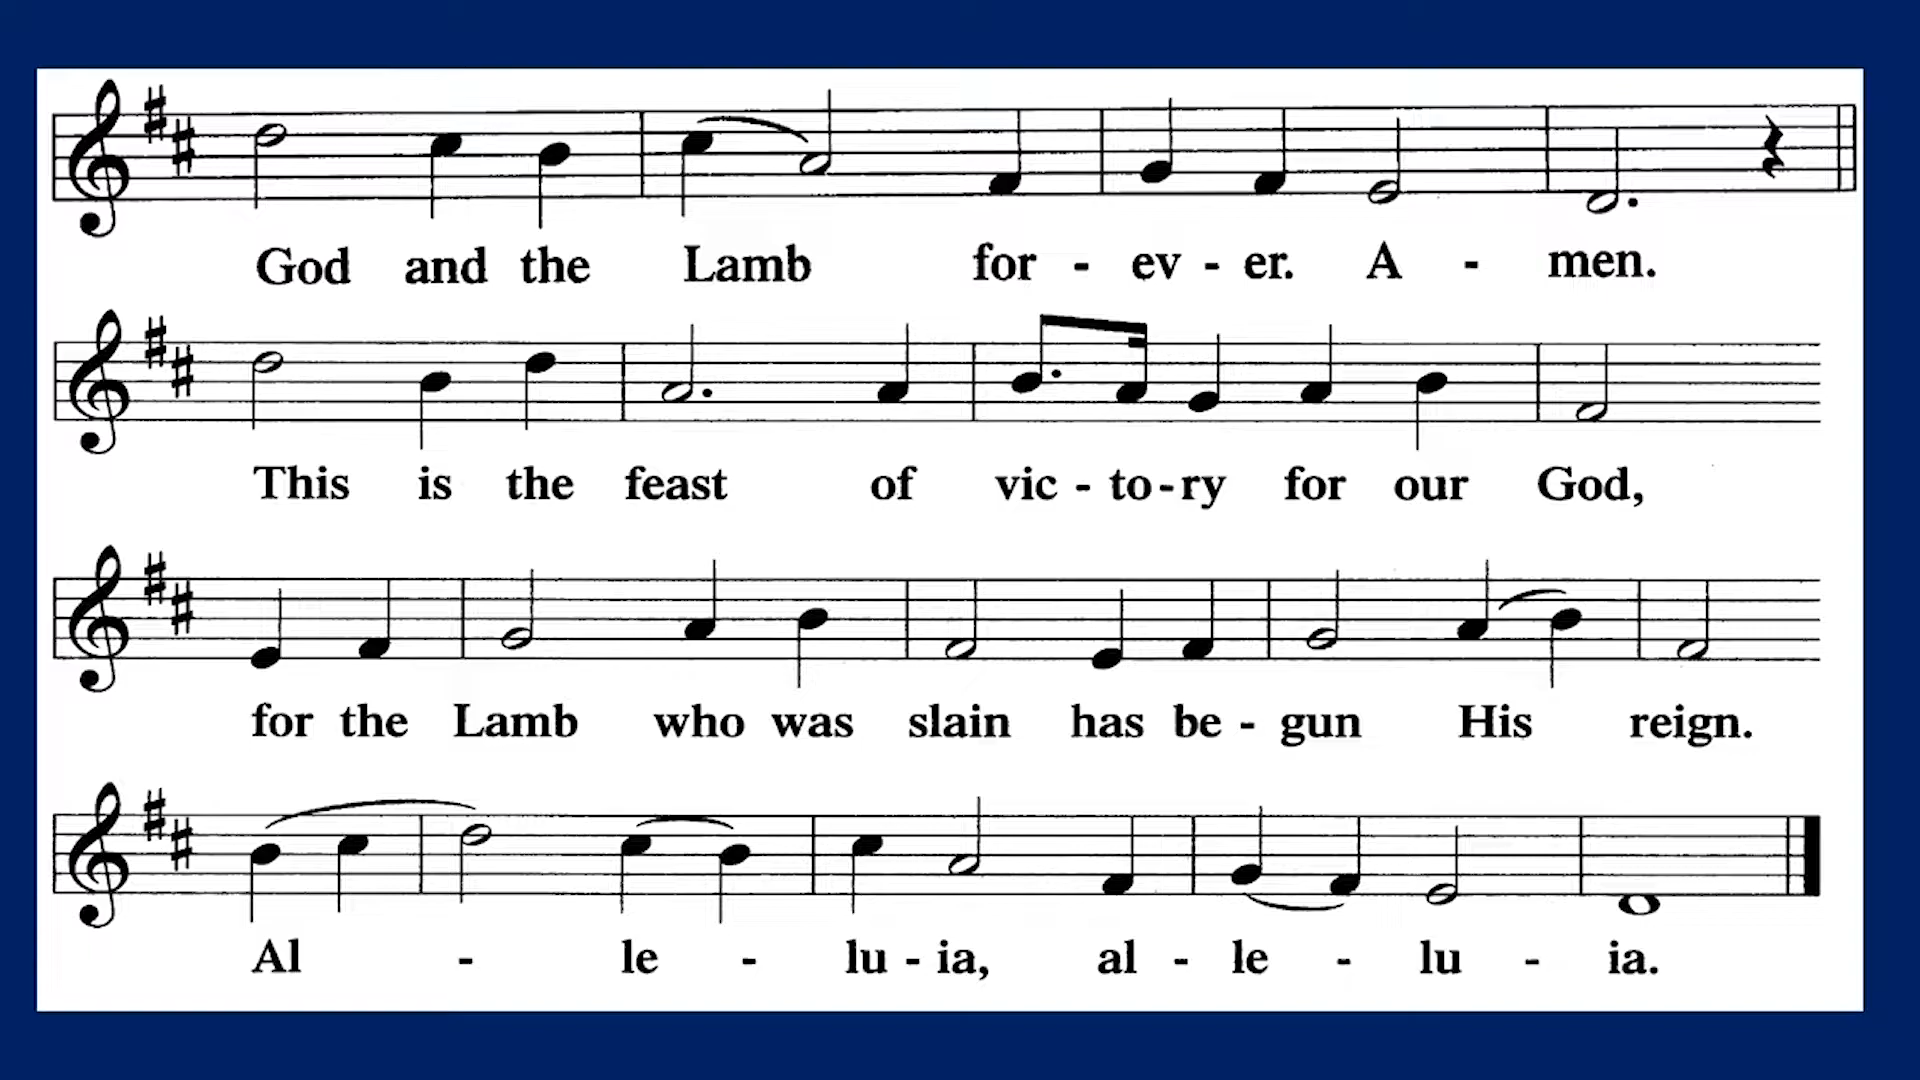 God and the Lamb for - ev - er. A - men.
This is the feast of vic - to - ry for our God,
for the Lamb who was slain has be - gun His reign.
Al - le - lu - ia, al - le - lu - ia.